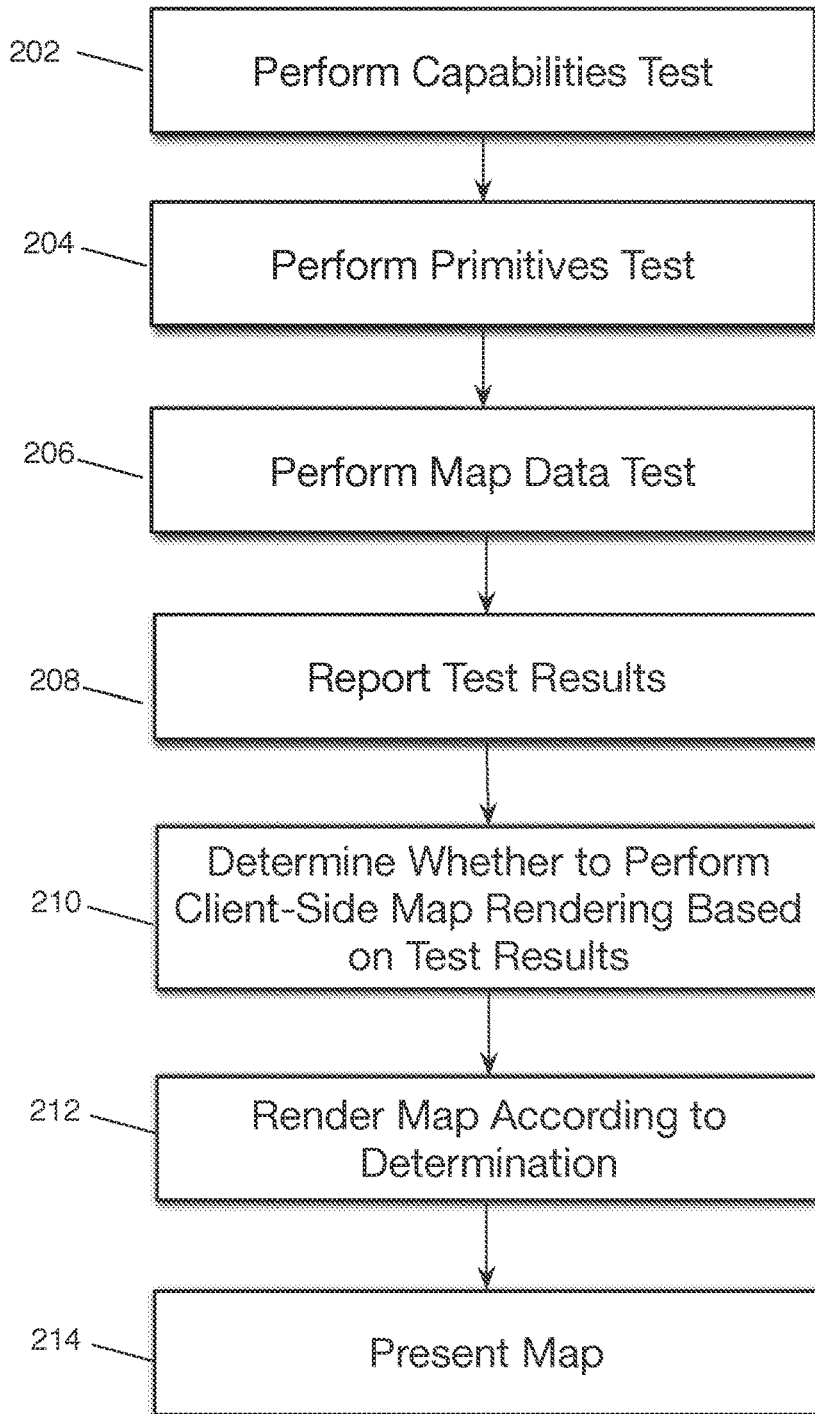 202
Perform Capabilities Test
204
Perform Primitives Test
206
Perform Map Data Test
208
Report Test Results
210
Determine Whether to Perform
Client-Side Map Rendering Based
on Test Results
212
Render Map According to
Determination
214
Present Map